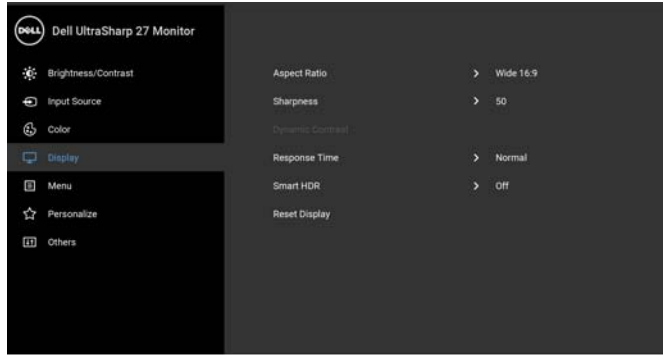 DELL
Dell UltraSharp 27 Monitor
Brightness/Contrast
Input Source
Color
Display
Menu
Personalize
Others
Aspect Ratio
Wide 16:9
Sharpness
50
Dynamic Contrast
Response Time
Normal
Smart HDR
Off
Reset Display